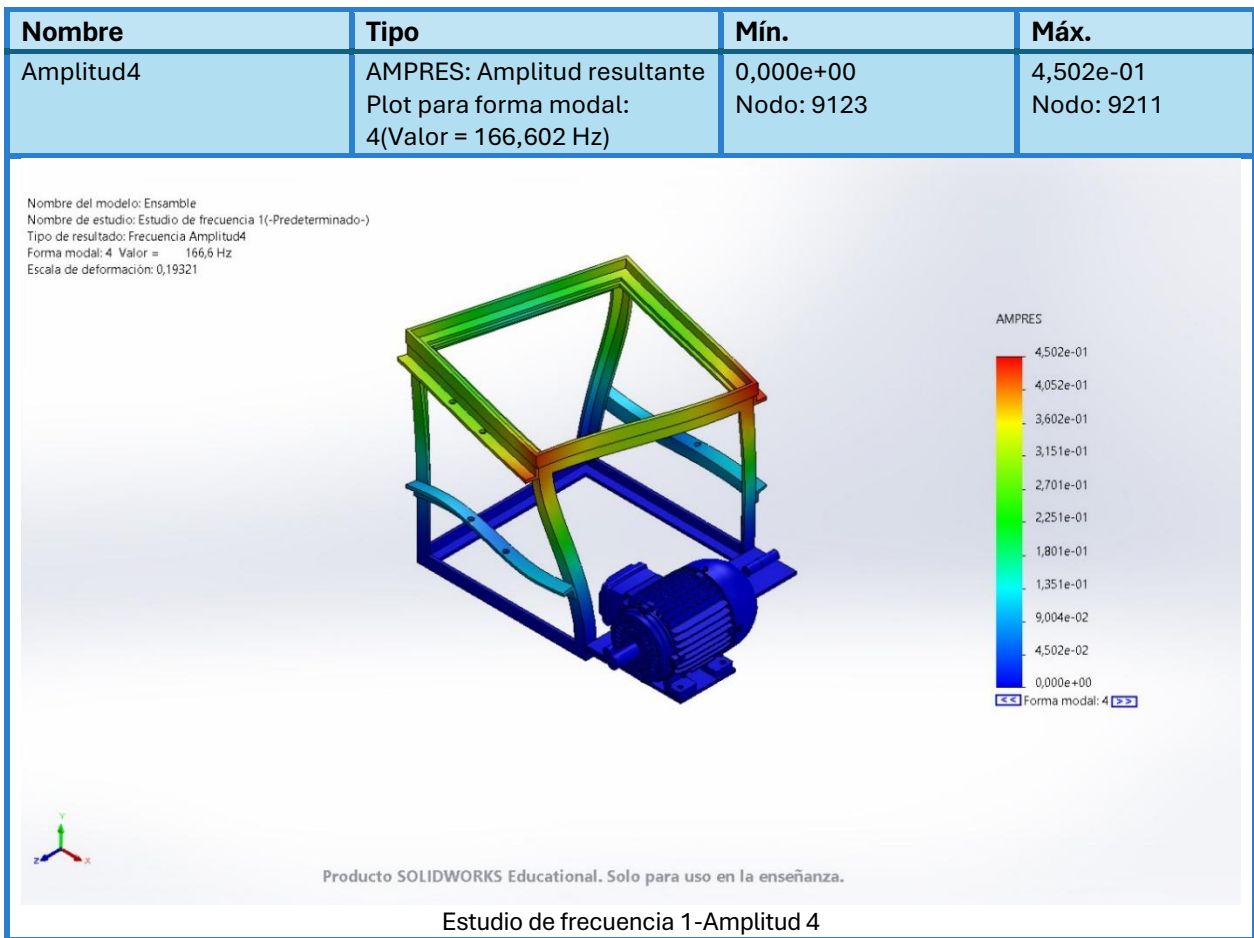 Nombre Tipo Mín. Máx.
Amplitud4 AMPRES: Amplitud resultante 0,000e+00 4,502e-01
Plot para forma modal: Nodo: 9123 Nodo: 9211
4(Valor = 166,602 Hz)
Nombre del modelo: Ensamble
Nombre de estudio: Estudio de frecuencia 1(-Predeterminado-)
Tipo de resultado: Frecuencia Amplitud4
Forma modal: 4 Valor = 166,6 Hz
Escala de deformación: 0,19321
AMPRES
4,502e-01
4,052e-01
3,602e-01
3,151e-01
2,701e-01
2,251e-01
1,801e-01
1,351e-01
9,004e-02
4,502e-02
0,000e+00
<< Forma modal: 4 >>
Y
Z X
Producto SOLIDWORKS Educational. Solo para uso en la enseñanza.
Estudio de frecuencia 1-Amplitud 4